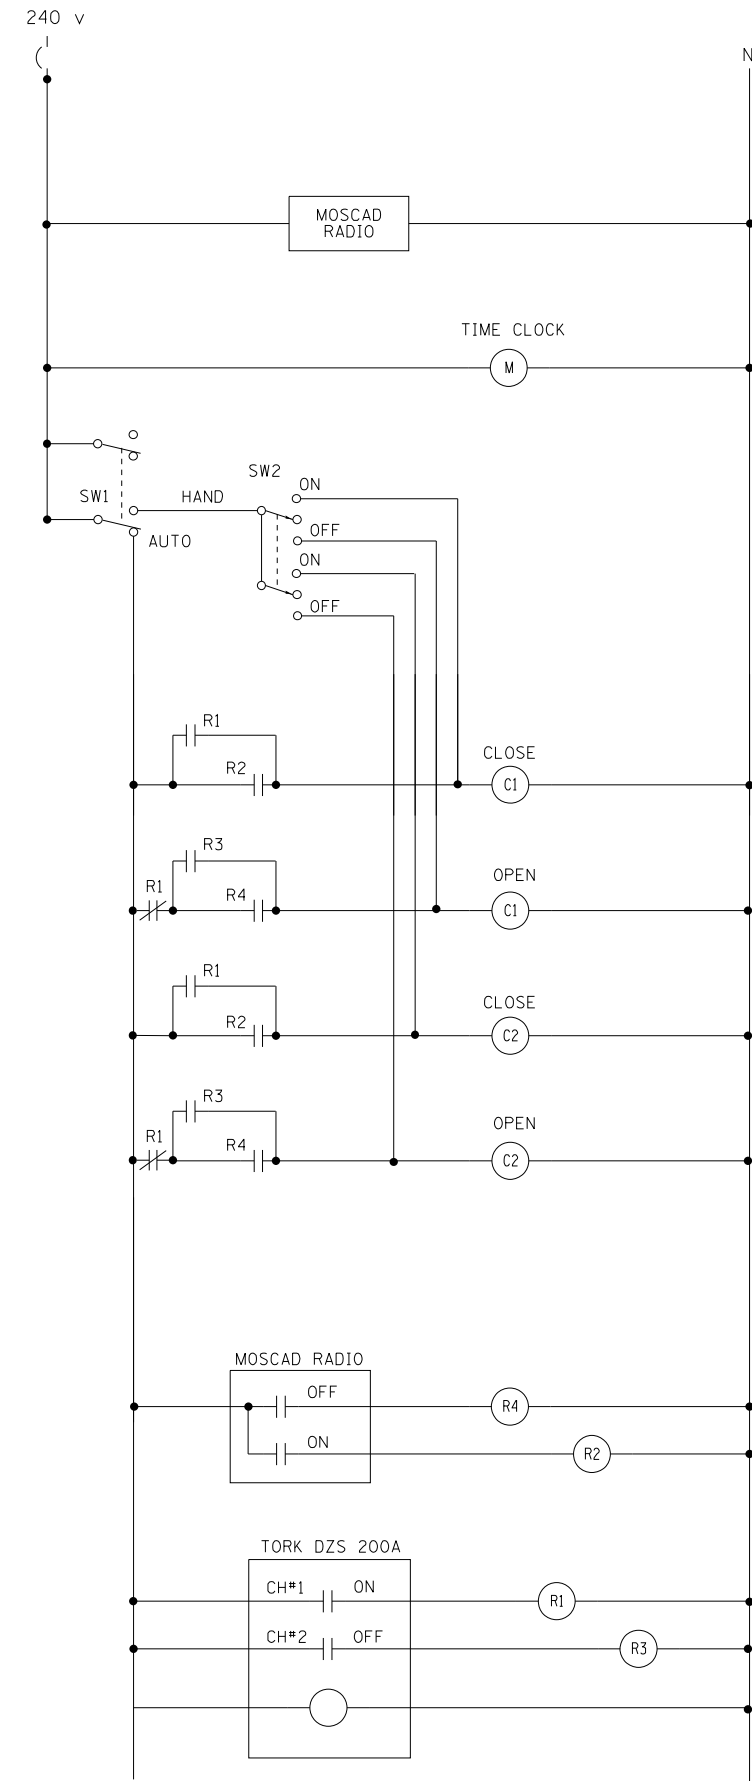 240 v
N
MOSCAD
RADIO
TIME CLOCK
M
SW2
ON
SW1
HAND
OFF
AUTO
ON
OFF
R1
CLOSE
R2
C1
R3
OPEN
R1
R4
C1
R1
CLOSE
R2
C2
R3
OPEN
R1
R4
C2
MOSCAD RADIO
OFF
R4
ON
R2
TORK DZS 200A
CH#1
ON
R1
CH#2
OFF
R3